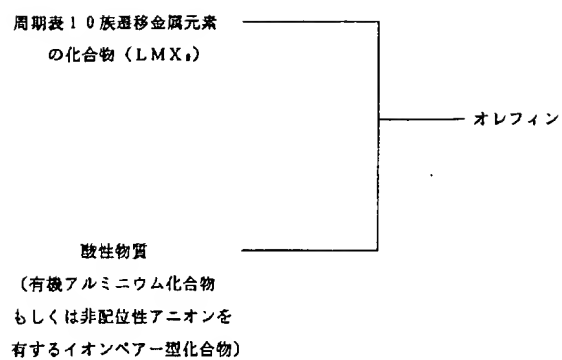 周期表10族遷移金属元素
の化合物(LMX₂)
オレフィン
酸性物質
(有機アルミニウム化合物
もしくは非配位性アニオンを
有するイオンペアー型化合物)